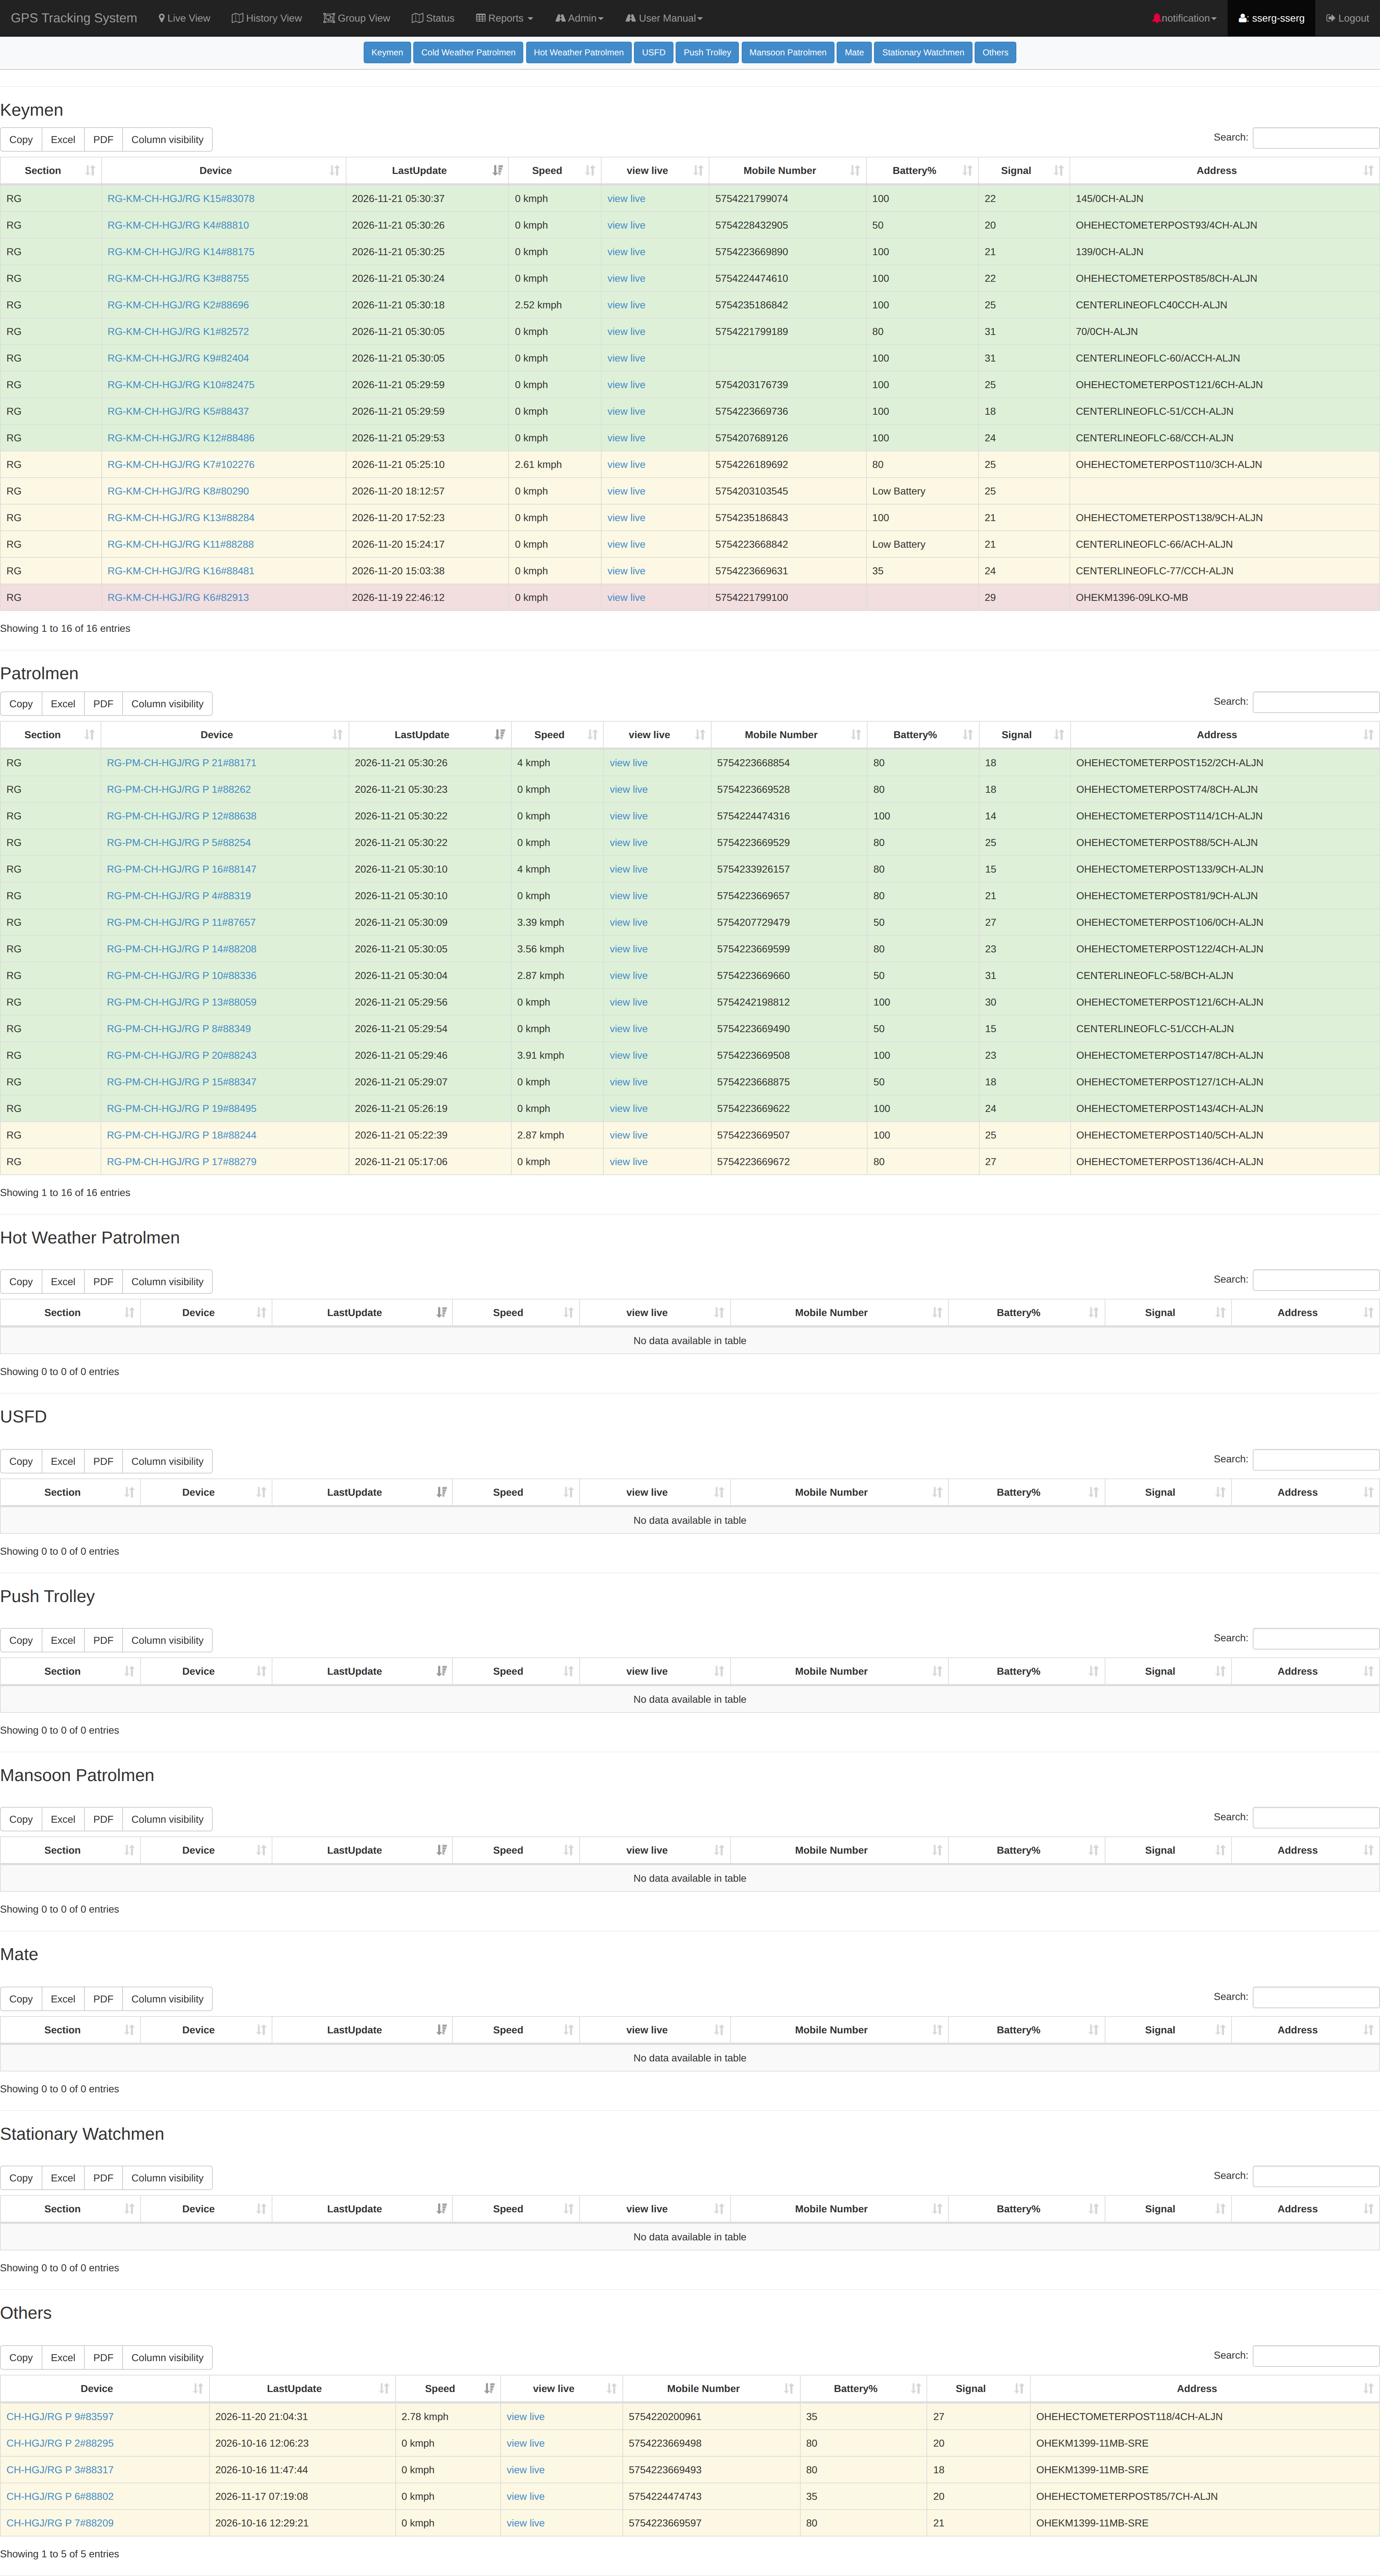 GPS Tracking System Live View History View Group View Status Reports Admin User Manual notification : sserg-sserg Logout
Keymen Cold Weather Patrolmen Hot Weather Patrolmen USFD Push Trolley Mansoon Patrolmen Mate Stationary Watchmen Others
Keymen
Copy Excel PDF Column visibility Search:
Section Device LastUpdate Speed view live Mobile Number Battery% Signal Address
RG RG-KM-CH-HGJ/RG K15#83078 2026-11-21 05:30:37 0 kmph view live 5754221799074 100 22 145/0CH-ALJN
RG RG-KM-CH-HGJ/RG K4#88810 2026-11-21 05:30:26 0 kmph view live 5754228432905 50 20 OHEHECTOMETERPOST93/4CH-ALJN
RG RG-KM-CH-HGJ/RG K14#88175 2026-11-21 05:30:25 0 kmph view live 5754223669890 100 21 139/0CH-ALJN
RG RG-KM-CH-HGJ/RG K3#88755 2026-11-21 05:30:24 0 kmph view live 5754224474610 100 22 OHEHECTOMETERPOST85/8CH-ALJN
RG RG-KM-CH-HGJ/RG K2#88696 2026-11-21 05:30:18 2.52 kmph view live 5754235186842 100 25 CENTERLINEOFLC40CCH-ALJN
RG RG-KM-CH-HGJ/RG K1#82572 2026-11-21 05:30:05 0 kmph view live 5754221799189 80 31 70/0CH-ALJN
RG RG-KM-CH-HGJ/RG K9#82404 2026-11-21 05:30:05 0 kmph view live 100 31 CENTERLINEOFLC-60/ACCH-ALJN
RG RG-KM-CH-HGJ/RG K10#82475 2026-11-21 05:29:59 0 kmph view live 5754203176739 100 25 OHEHECTOMETERPOST121/6CH-ALJN
RG RG-KM-CH-HGJ/RG K5#88437 2026-11-21 05:29:59 0 kmph view live 5754223669736 100 18 CENTERLINEOFLC-51/CCH-ALJN
RG RG-KM-CH-HGJ/RG K12#88486 2026-11-21 05:29:53 0 kmph view live 5754207689126 100 24 CENTERLINEOFLC-68/CCH-ALJN
RG RG-KM-CH-HGJ/RG K7#102276 2026-11-21 05:25:10 2.61 kmph view live 5754226189692 80 25 OHEHECTOMETERPOST110/3CH-ALJN
RG RG-KM-CH-HGJ/RG K8#80290 2026-11-20 18:12:57 0 kmph view live 5754203103545 Low Battery 25
RG RG-KM-CH-HGJ/RG K13#88284 2026-11-20 17:52:23 0 kmph view live 5754235186843 100 21 OHEHECTOMETERPOST138/9CH-ALJN
RG RG-KM-CH-HGJ/RG K11#88288 2026-11-20 15:24:17 0 kmph view live 5754223668842 Low Battery 21 CENTERLINEOFLC-66/ACH-ALJN
RG RG-KM-CH-HGJ/RG K16#88481 2026-11-20 15:03:38 0 kmph view live 5754223669631 35 24 CENTERLINEOFLC-77/CCH-ALJN
RG RG-KM-CH-HGJ/RG K6#82913 2026-11-19 22:46:12 0 kmph view live 5754221799100 29 OHEKM1396-09LKO-MB
Showing 1 to 16 of 16 entries
Patrolmen
Copy Excel PDF Column visibility Search:
Section Device LastUpdate Speed view live Mobile Number Battery% Signal Address
RG RG-PM-CH-HGJ/RG P 21#88171 2026-11-21 05:30:26 4 kmph view live 5754223668854 80 18 OHEHECTOMETERPOST152/2CH-ALJN
RG RG-PM-CH-HGJ/RG P 1#88262 2026-11-21 05:30:23 0 kmph view live 5754223669528 80 18 OHEHECTOMETERPOST74/8CH-ALJN
RG RG-PM-CH-HGJ/RG P 12#88638 2026-11-21 05:30:22 0 kmph view live 5754224474316 100 14 OHEHECTOMETERPOST114/1CH-ALJN
RG RG-PM-CH-HGJ/RG P 5#88254 2026-11-21 05:30:22 0 kmph view live 5754223669529 80 25 OHEHECTOMETERPOST88/5CH-ALJN
RG RG-PM-CH-HGJ/RG P 16#88147 2026-11-21 05:30:10 4 kmph view live 5754233926157 80 15 OHEHECTOMETERPOST133/9CH-ALJN
RG RG-PM-CH-HGJ/RG P 4#88319 2026-11-21 05:30:10 0 kmph view live 5754223669657 80 21 OHEHECTOMETERPOST81/9CH-ALJN
RG RG-PM-CH-HGJ/RG P 11#87657 2026-11-21 05:30:09 3.39 kmph view live 5754207729479 50 27 OHEHECTOMETERPOST106/0CH-ALJN
RG RG-PM-CH-HGJ/RG P 14#88208 2026-11-21 05:30:05 3.56 kmph view live 5754223669599 80 23 OHEHECTOMETERPOST122/4CH-ALJN
RG RG-PM-CH-HGJ/RG P 10#88336 2026-11-21 05:30:04 2.87 kmph view live 5754223669660 50 31 CENTERLINEOFLC-58/BCH-ALJN
RG RG-PM-CH-HGJ/RG P 13#88059 2026-11-21 05:29:56 0 kmph view live 5754242198812 100 30 OHEHECTOMETERPOST121/6CH-ALJN
RG RG-PM-CH-HGJ/RG P 8#88349 2026-11-21 05:29:54 0 kmph view live 5754223669490 50 15 CENTERLINEOFLC-51/CCH-ALJN
RG RG-PM-CH-HGJ/RG P 20#88243 2026-11-21 05:29:46 3.91 kmph view live 5754223669508 100 23 OHEHECTOMETERPOST147/8CH-ALJN
RG RG-PM-CH-HGJ/RG P 15#88347 2026-11-21 05:29:07 0 kmph view live 5754223668875 50 18 OHEHECTOMETERPOST127/1CH-ALJN
RG RG-PM-CH-HGJ/RG P 19#88495 2026-11-21 05:26:19 0 kmph view live 5754223669622 100 24 OHEHECTOMETERPOST143/4CH-ALJN
RG RG-PM-CH-HGJ/RG P 18#88244 2026-11-21 05:22:39 2.87 kmph view live 5754223669507 100 25 OHEHECTOMETERPOST140/5CH-ALJN
RG RG-PM-CH-HGJ/RG P 17#88279 2026-11-21 05:17:06 0 kmph view live 5754223669672 80 27 OHEHECTOMETERPOST136/4CH-ALJN
Showing 1 to 16 of 16 entries
Hot Weather Patrolmen
Copy Excel PDF Column visibility Search:
Section Device LastUpdate Speed view live Mobile Number Battery% Signal Address
No data available in table
Showing 0 to 0 of 0 entries
USFD
Copy Excel PDF Column visibility Search:
Section Device LastUpdate Speed view live Mobile Number Battery% Signal Address
No data available in table
Showing 0 to 0 of 0 entries
Push Trolley
Copy Excel PDF Column visibility Search:
Section Device LastUpdate Speed view live Mobile Number Battery% Signal Address
No data available in table
Showing 0 to 0 of 0 entries
Mansoon Patrolmen
Copy Excel PDF Column visibility Search:
Section Device LastUpdate Speed view live Mobile Number Battery% Signal Address
No data available in table
Showing 0 to 0 of 0 entries
Mate
Copy Excel PDF Column visibility Search:
Section Device LastUpdate Speed view live Mobile Number Battery% Signal Address
No data available in table
Showing 0 to 0 of 0 entries
Stationary Watchmen
Copy Excel PDF Column visibility Search:
Section Device LastUpdate Speed view live Mobile Number Battery% Signal Address
No data available in table
Showing 0 to 0 of 0 entries
Others
Copy Excel PDF Column visibility Search:
Device LastUpdate Speed view live Mobile Number Battery% Signal Address
CH-HGJ/RG P 9#83597 2026-11-20 21:04:31 2.78 kmph view live 5754220200961 35 27 OHEHECTOMETERPOST118/4CH-ALJN
CH-HGJ/RG P 2#88295 2026-10-16 12:06:23 0 kmph view live 5754223669498 80 20 OHEKM1399-11MB-SRE
CH-HGJ/RG P 3#88317 2026-10-16 11:47:44 0 kmph view live 5754223669493 80 18 OHEKM1399-11MB-SRE
CH-HGJ/RG P 6#88802 2026-11-17 07:19:08 0 kmph view live 5754224474743 35 20 OHEHECTOMETERPOST85/7CH-ALJN
CH-HGJ/RG P 7#88209 2026-10-16 12:29:21 0 kmph view live 5754223669597 80 21 OHEKM1399-11MB-SRE
Showing 1 to 5 of 5 entries